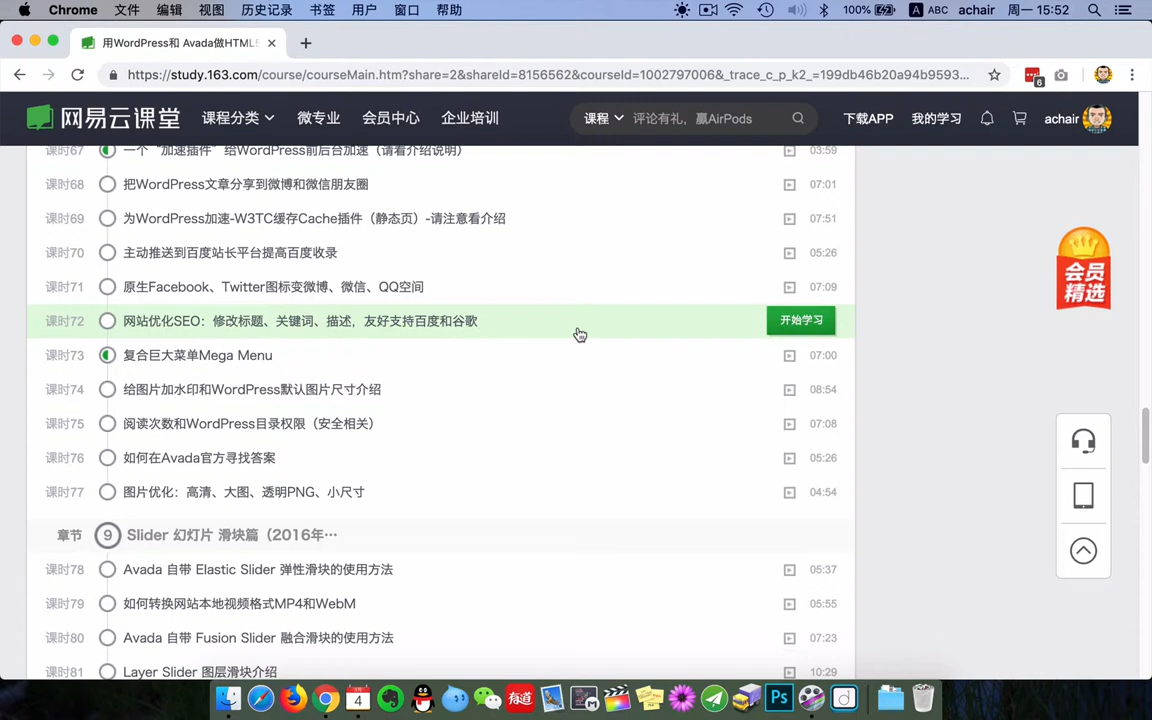 Chrome 文件 编辑 视图 历史记录 书签 用户 窗口 帮助 100% A ABC achair 周一 15:52
用WordPress和 Avada做HTML5
https://study.163.com/course/courseMain.htm?share=2&shareId=8156562&courseId=1002797006&_trace_c_p_k2_=199db46b20a94b9593... 6
网易云课堂 课程分类 微专业 会员中心 企业培训 课程 评论有礼，赢AirPods 下载APP 我的学习 achair
课时67 一个“加速插件”给WordPress前后台加速（请看介绍说明） 03:59
课时68 把WordPress文章分享到微博和微信朋友圈 07:01
课时69 为WordPress加速-W3TC缓存Cache插件（静态页）-请注意看介绍 07:51
课时70 主动推送到百度站长平台提高百度收录 05:26
课时71 原生Facebook、Twitter图标变微博、微信、QQ空间 07:09
课时72 网站优化SEO：修改标题、关键词、描述，友好支持百度和谷歌 开始学习
课时73 复合巨大菜单Mega Menu 07:00
课时74 给图片加水印和WordPress默认图片尺寸介绍 08:54
课时75 阅读次数和WordPress目录权限（安全相关） 07:08
课时76 如何在Avada官方寻找答案 05:26
课时77 图片优化：高清、大图、透明PNG、小尺寸 04:54
章节 9 Slider 幻灯片 滑块篇（2016年…
课时78 Avada 自带 Elastic Slider 弹性滑块的使用方法 05:37
课时79 如何转换网站本地视频格式MP4和WebM 05:55
课时80 Avada 自带 Fusion Slider 融合滑块的使用方法 07:23
课时81 Layer Slider 图层滑块介绍 10:29
会员
精选
4 有道 Ps d